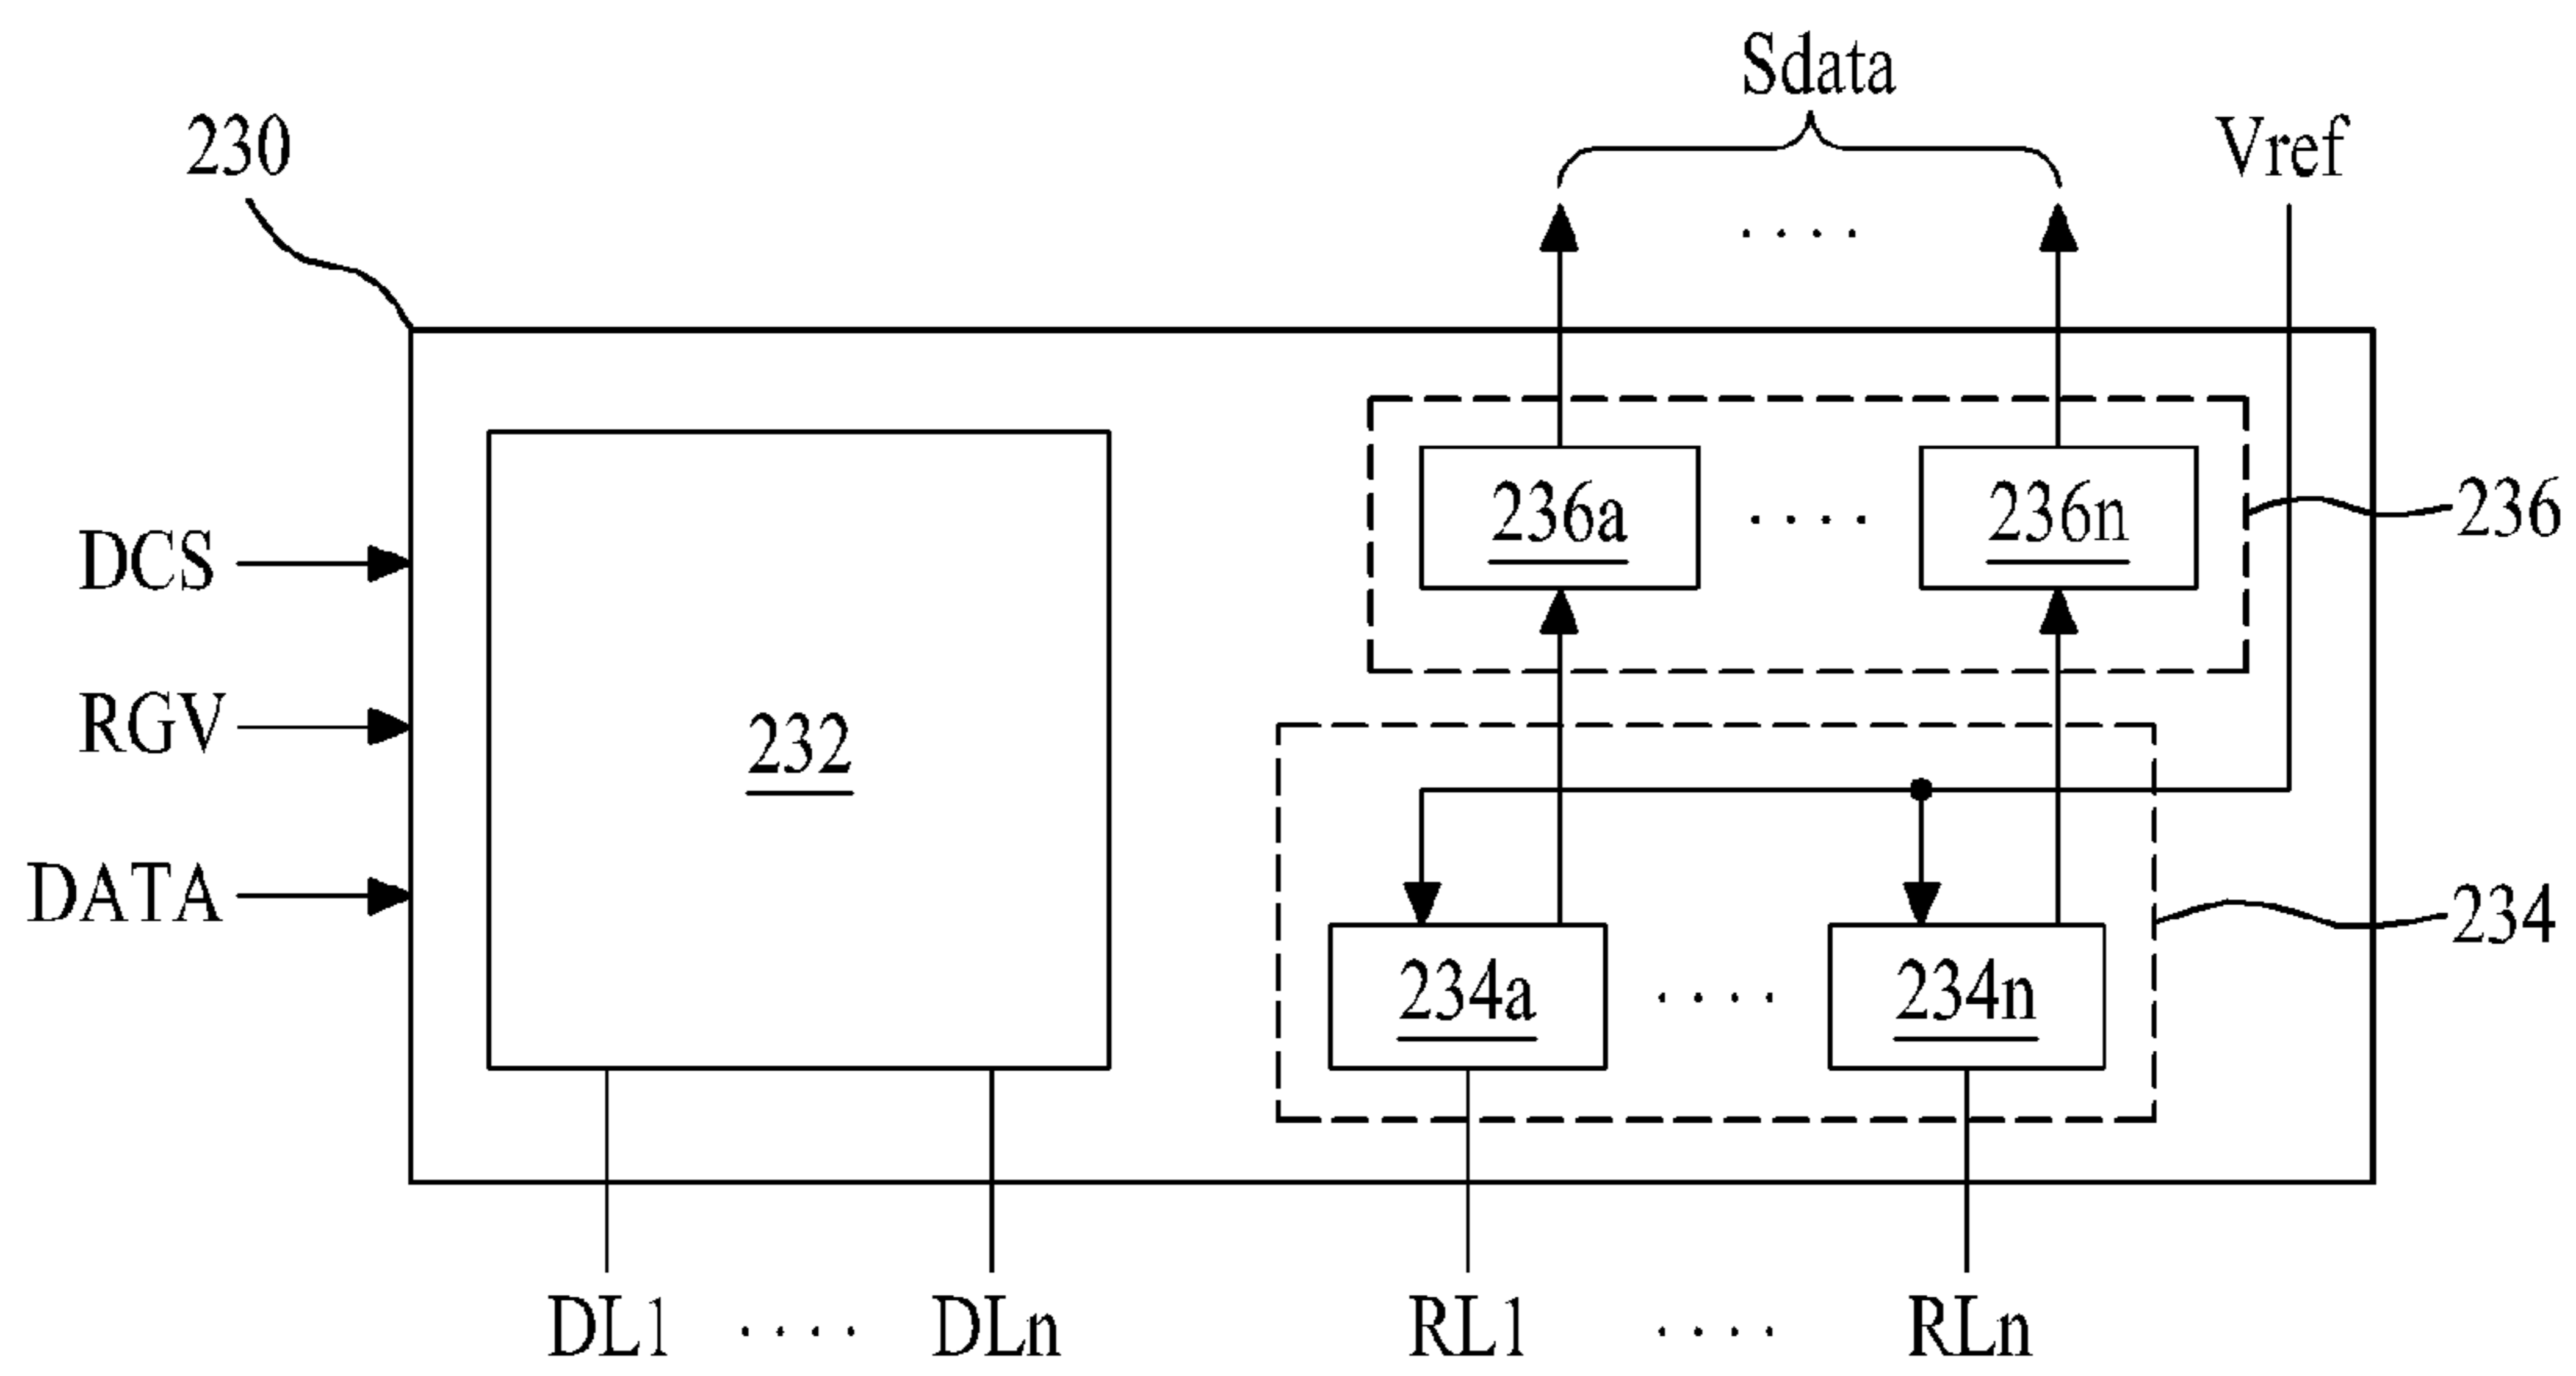 Sdata
230
Vref
. . . .
236a
. . . .
236n
236
DCS
RGV
232
DATA
234
234a
. . . .
234n
DL1 . . . . DLn
RL1 . . . . RLn